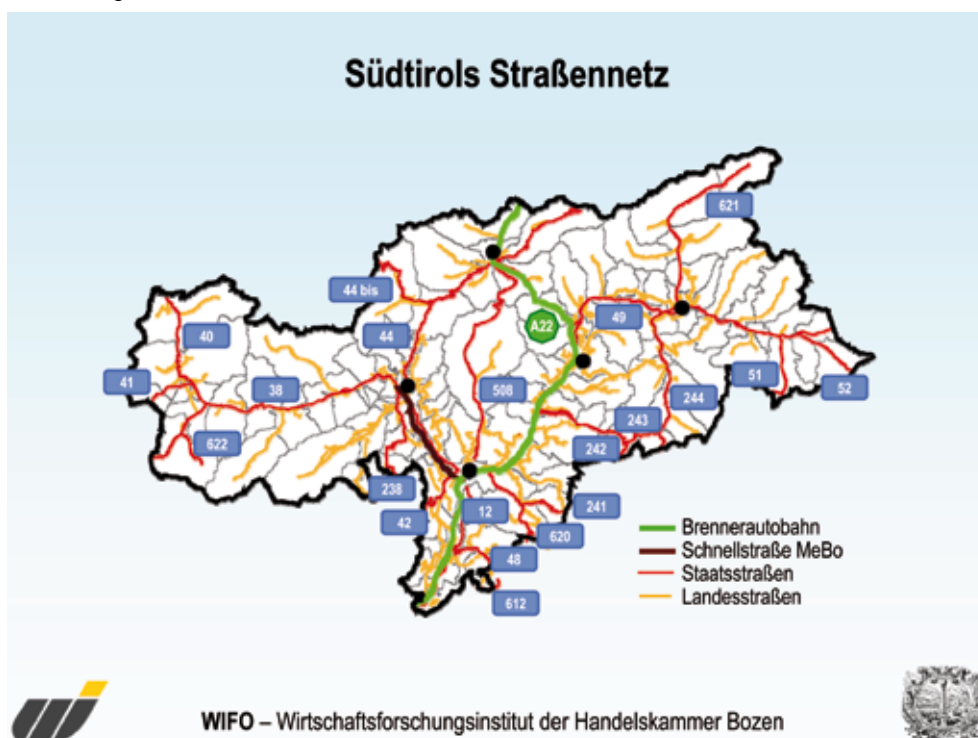 Südtirols Straßennetz
621
44 bis
A22
49
40
44
41
38
508
51
52
244
243
622
242
238
12
241
42
620
48
612
Brennerautobahn
Schnellstraße MeBo
Staatsstraßen
Landesstraßen
WIFO – Wirtschaftsforschungsinstitut der Handelskammer Bozen